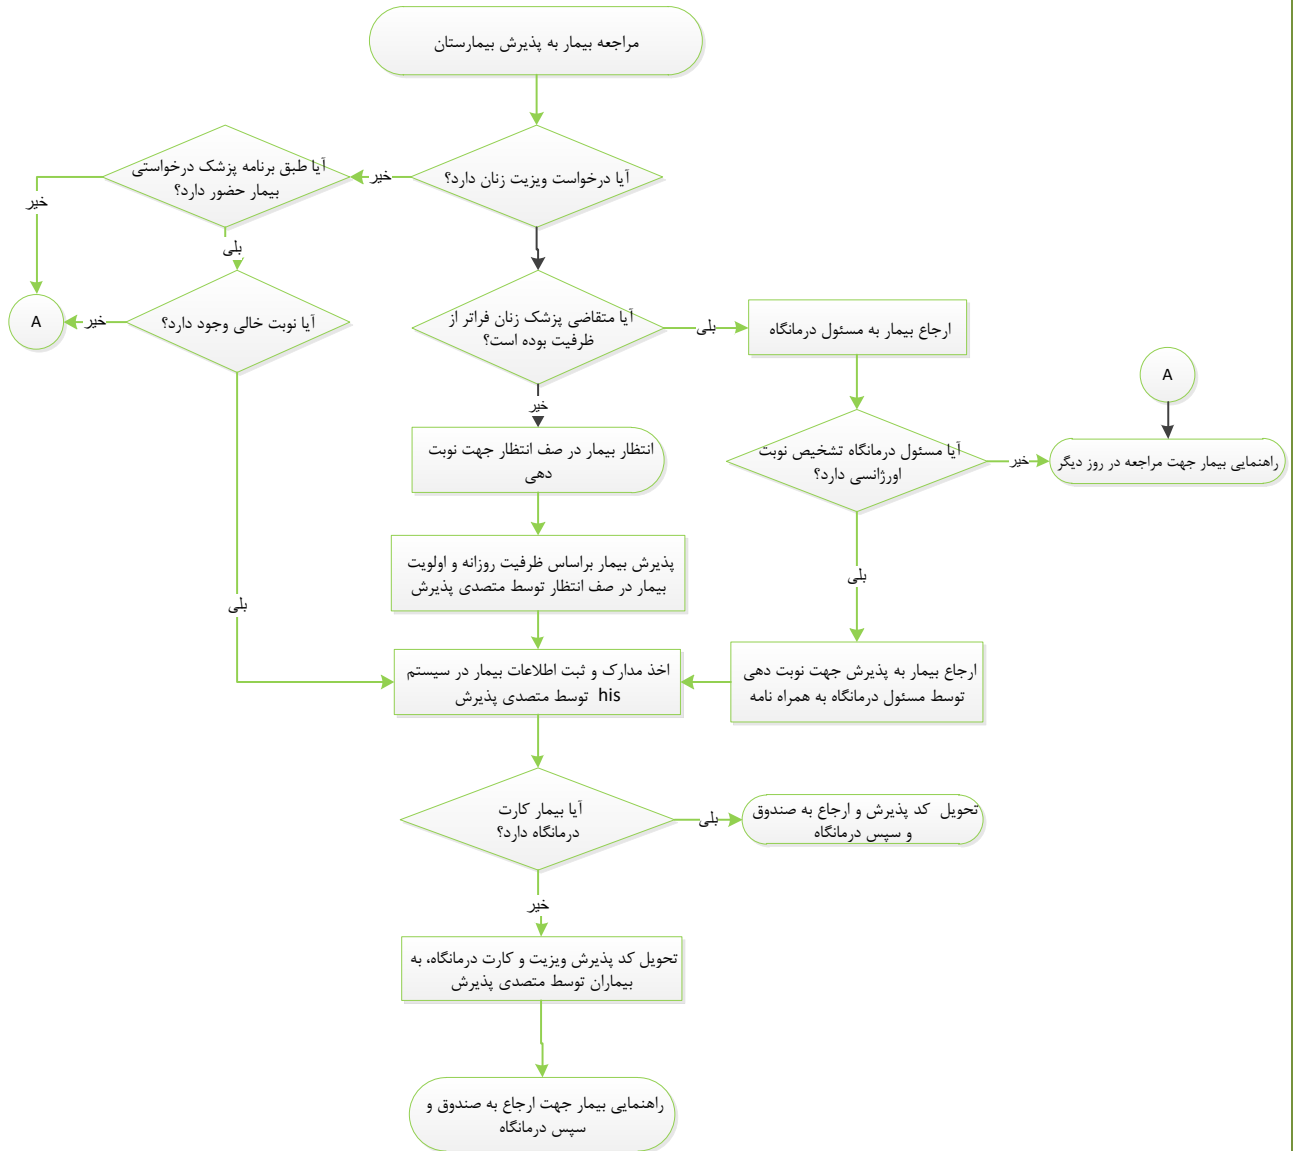 مراجعه بیمار به پذیرش بیمارستان
آیا درخواست ویزیت زنان دارد؟
خیر
آیا طبق برنامه پزشک درخواستی
بیمار حضور دارد؟
خیر
بلی
آیا نوبت خالی وجود دارد؟
خیر
A
بلی
آیا متقاضی پزشک زنان فراتر از
ظرفیت بوده است؟
بلی
ارجاع بیمار به مسئول درمانگاه
خیر
آیا مسئول درمانگاه تشخیص نوبت
اورژانسی دارد؟
خیر
A
راهنمایی بیمار جهت مراجعه در روز دیگر
بلی
انتظار بیمار در صف انتظار جهت نوبت
دهی
پذیرش بیمار براساس ظرفیت روزانه و اولویت
بیمار در صف انتظار توسط متصدی پذیرش
ارجاع بیمار به پذیرش جهت نوبت دهی
توسط مسئول درمانگاه به همراه نامه
اخذ مدارک و ثبت اطلاعات بیمار در سیستم
his توسط متصدی پذیرش
آیا بیمار کارت
درمانگاه دارد؟
بلی
تحویل کد پذیرش و ارجاع به صندوق
و سپس درمانگاه
خیر
تحویل کد پذیرش ویزیت و کارت درمانگاه، به
بیماران توسط متصدی پذیرش
راهنمایی بیمار جهت ارجاع به صندوق و
سپس درمانگاه